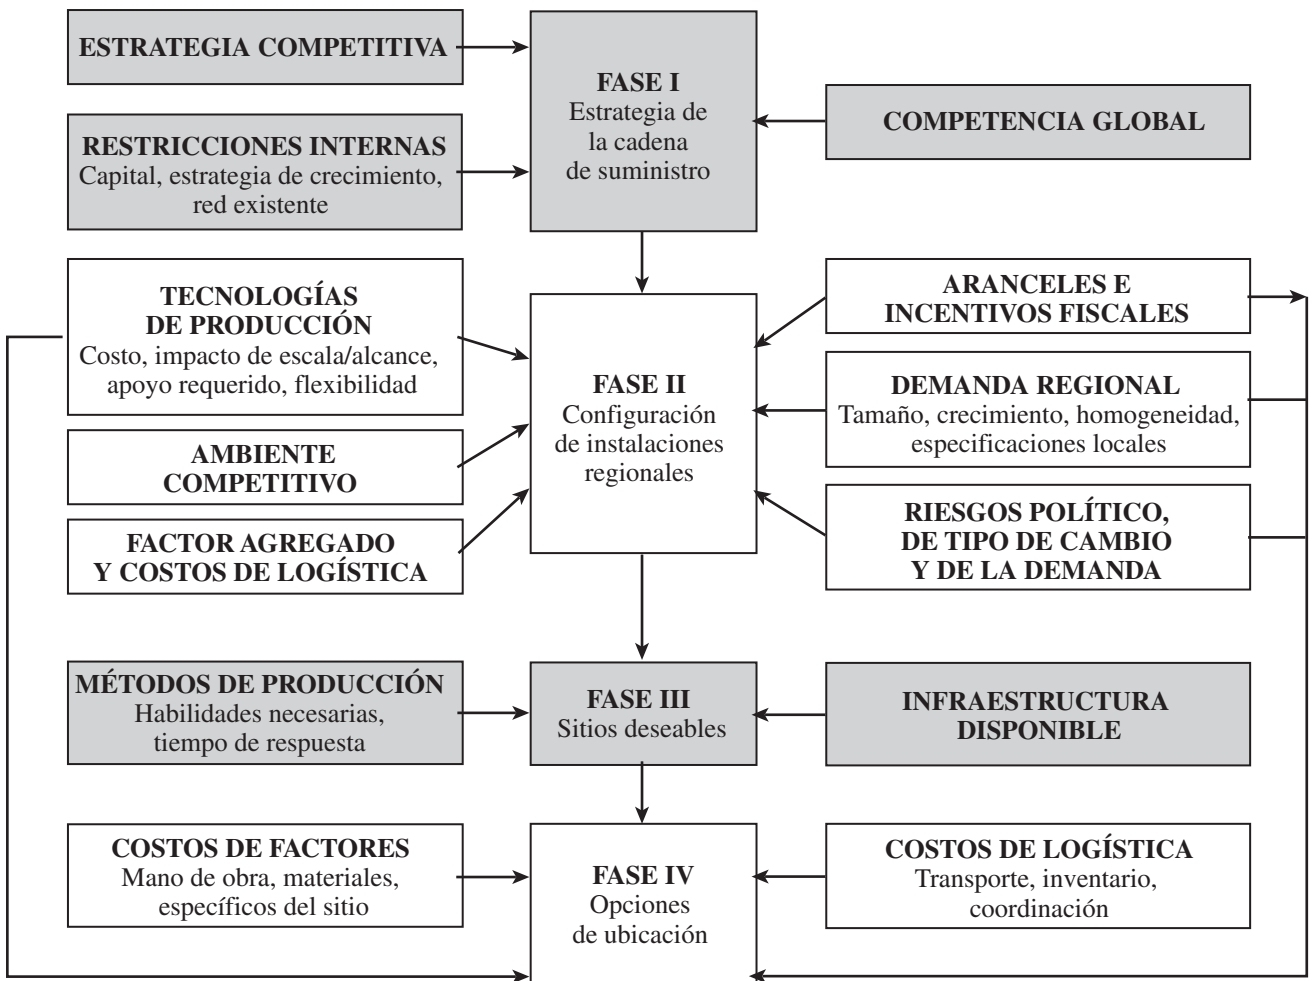 ESTRATEGIA COMPETITIVA
FASE I
Estrategia de
la cadena
de suministro
COMPETENCIA GLOBAL
RESTRICCIONES INTERNAS
Capital, estrategia de crecimiento,
red existente
TECNOLOGÍAS
DE PRODUCCIÓN
Costo, impacto de escala/alcance,
apoyo requerido, flexibilidad
ARANCELES E
INCENTIVOS FISCALES
FASE II
Configuración
de instalaciones
regionales
DEMANDA REGIONAL
Tamaño, crecimiento, homogeneidad,
especificaciones locales
AMBIENTE
COMPETITIVO
FACTOR AGREGADO
Y COSTOS DE LOGÍSTICA
RIESGOS POLÍTICO,
DE TIPO DE CAMBIO
Y DE LA DEMANDA
MÉTODOS DE PRODUCCIÓN
Habilidades necesarias,
tiempo de respuesta
FASE III
Sitios deseables
INFRAESTRUCTURA
DISPONIBLE
COSTOS DE FACTORES
Mano de obra, materiales,
específicos del sitio
FASE IV
Opciones
de ubicación
COSTOS DE LOGÍSTICA
Transporte, inventario,
coordinación